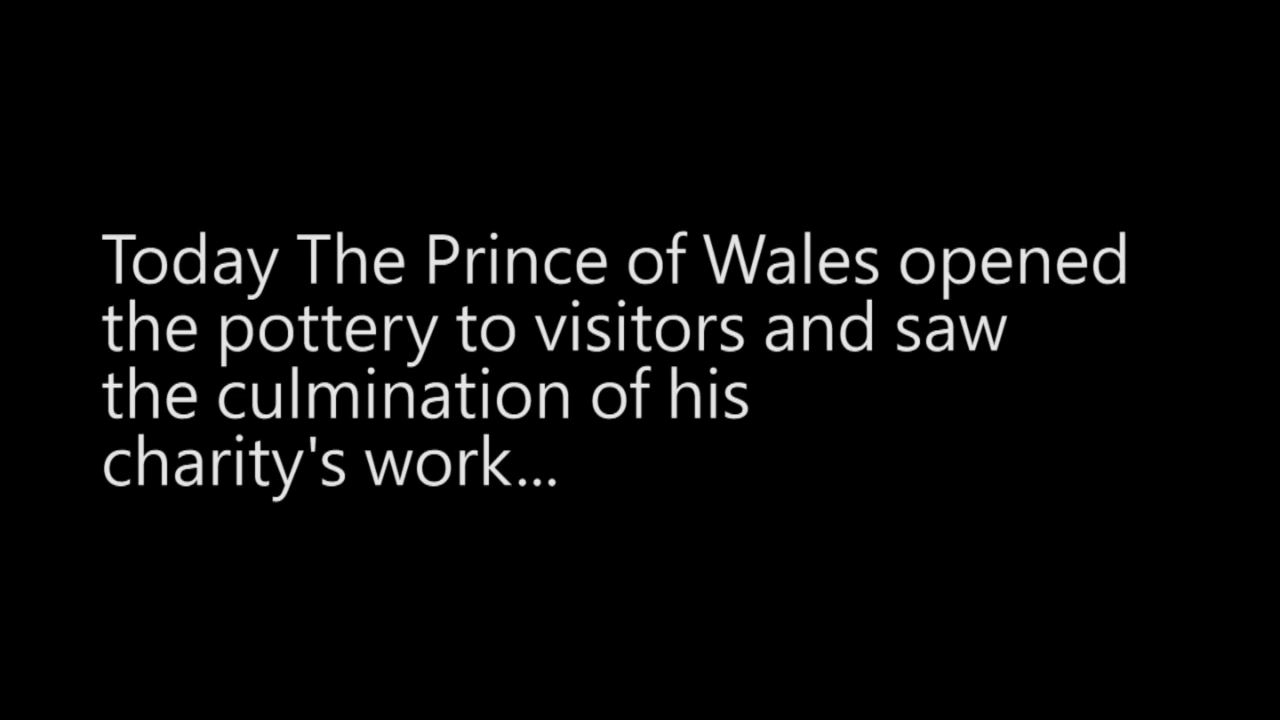 Today The Prince of Wales opened
the pottery to visitors and saw
the culmination of his
charity's work...